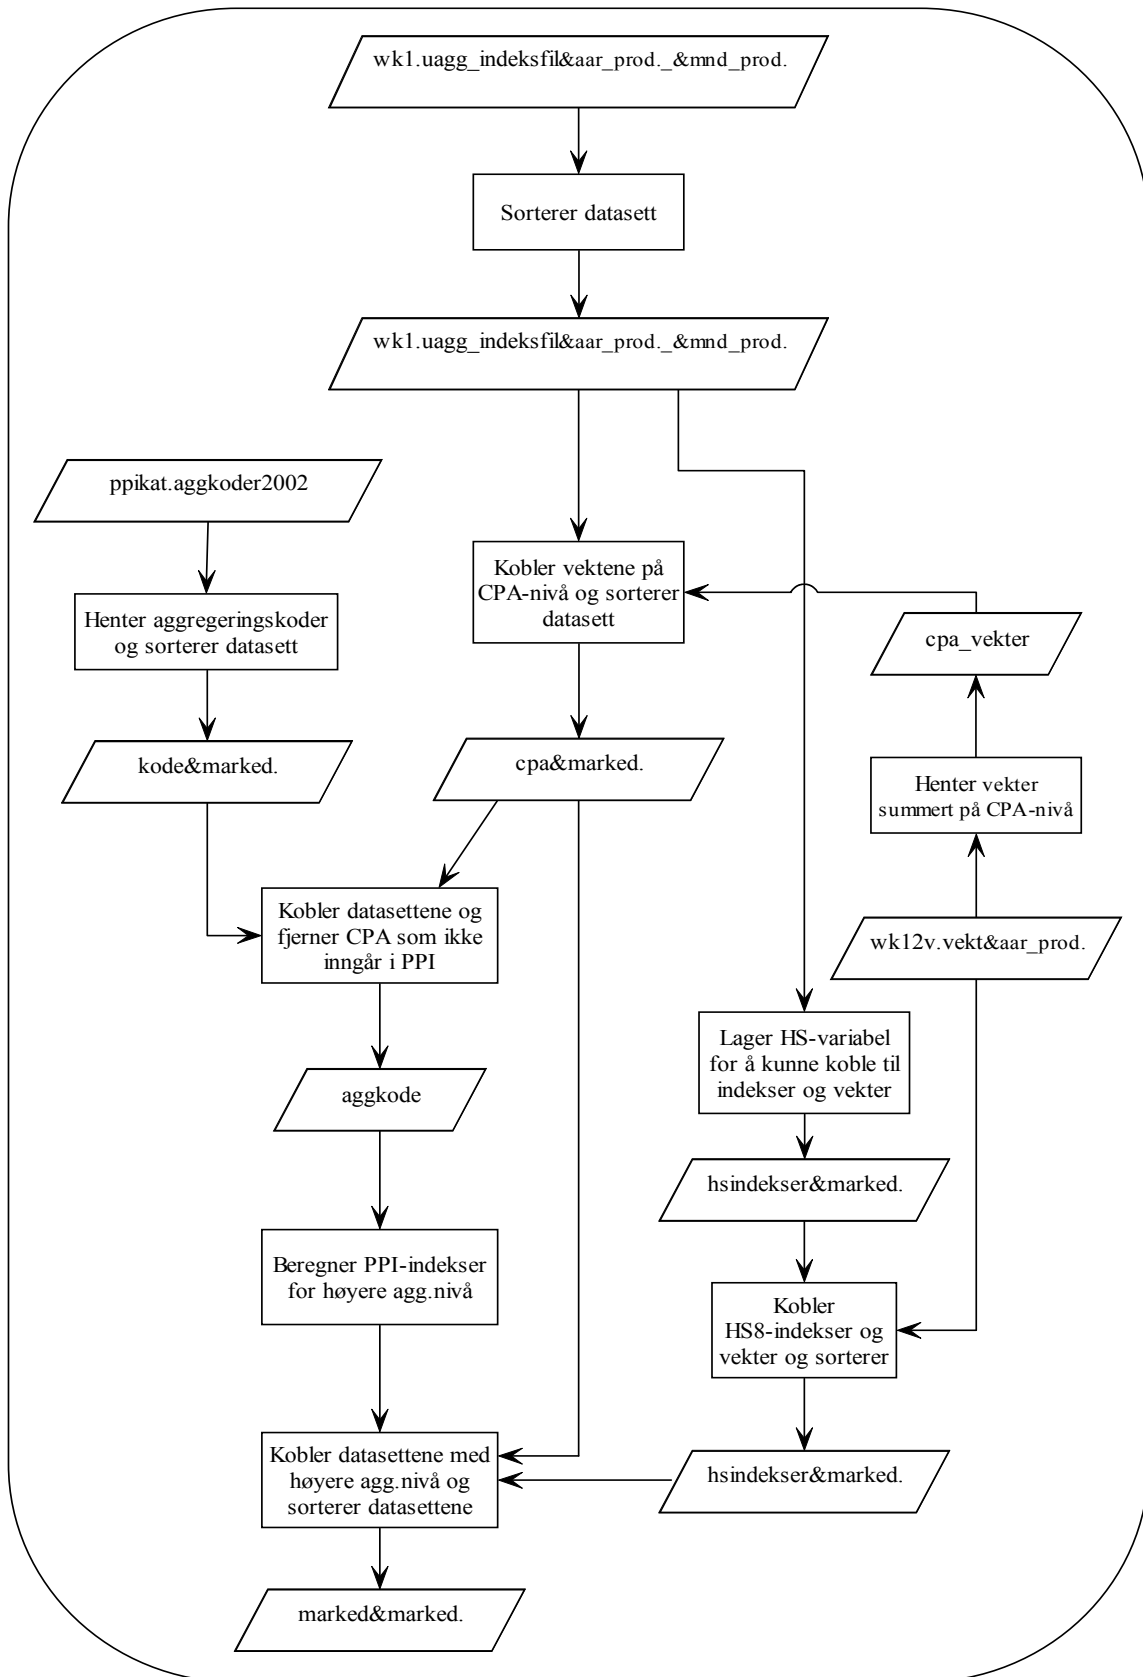 wk1.uagg_indeksfil&aar_prod._&mnd_prod.
Sorterer datasett
wk1.uagg_indeksfil&aar_prod._&mnd_prod.
ppikat.aggkoder2002
Kobler vektene på
CPA-nivå og sorterer
datasett
Henter aggregeringskoder
og sorterer datasett
cpa_vekter
kode&marked.
cpa&marked.
Henter vekter
summert på CPA-nivå
Kobler datasettene og
fjerner CPA som ikke
inngår i PPI
wk12v.vekt&aar_prod.
Lager HS-variabel
for å kunne koble til
indekser og vekter
aggkode
hsindekser&marked.
Beregner PPI-indekser
for høyere agg.nivå
Kobler
HS8-indekser og
vekter og sorterer
Kobler datasettene med
høyere agg.nivå og
sorterer datasettene
hsindekser&marked.
marked&marked.